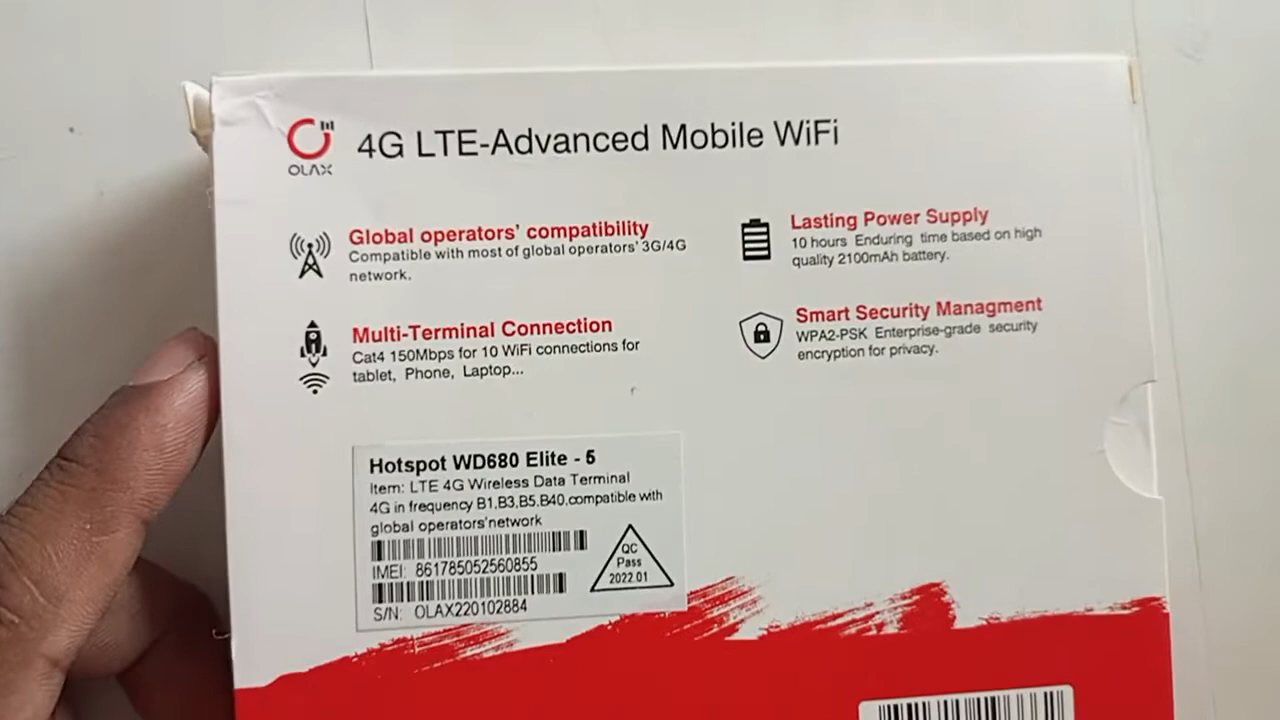 OLAX
4G LTE-Advanced Mobile WiFi
Global operators' compatibility
Compatible with most of global operators' 3G/4G
network.
Lasting Power Supply
10 hours Enduring time based on high
quality 2100mAh battery.
Multi-Terminal Connection
Cat4 150Mbps for 10 WiFi connections for
tablet, Phone, Laptop...
Smart Security Managment
WPA2-PSK Enterprise-grade security
encryption for privacy.
Hotspot WD680 Elite - 5
Item: LTE 4G Wireless Data Terminal
4G in frequency B1,B3,B5,B40,compatible with
global operators'network
IMEI: 861785052560855
S/N: OLAX220102884
QC
Pass
2022.01